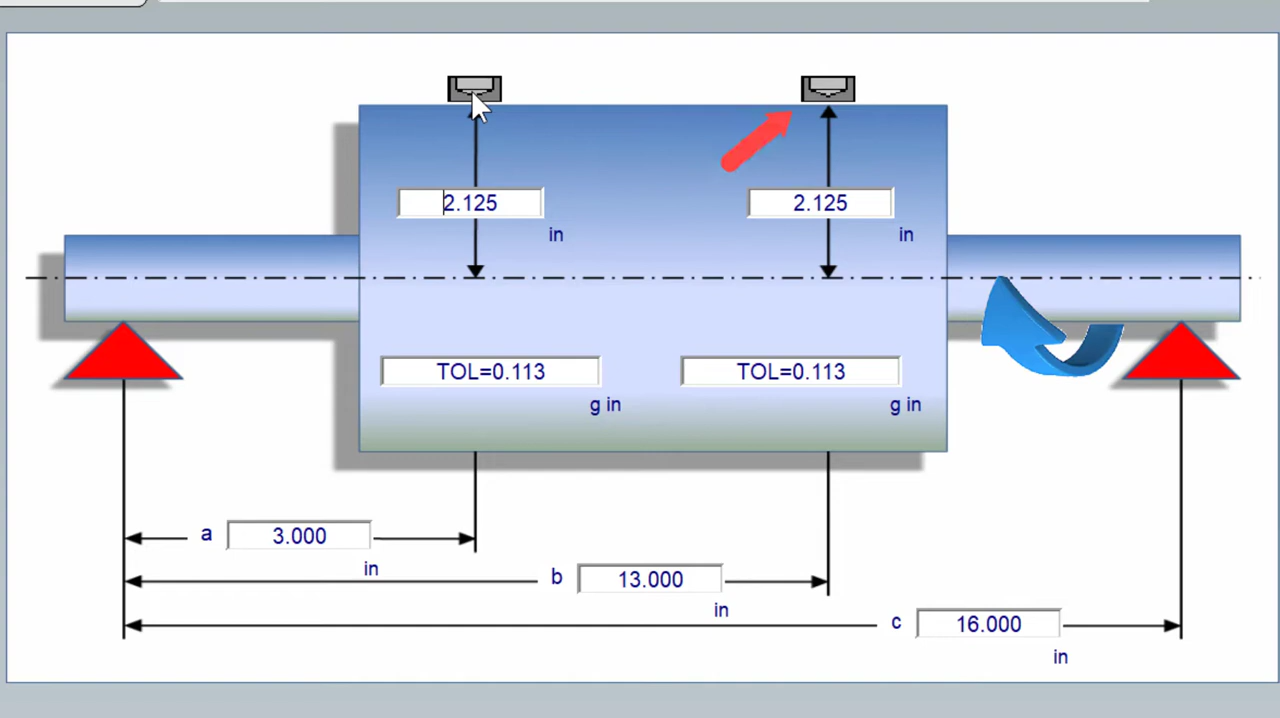 2.125 2.125
in in
TOL=0.113 TOL=0.113
g in g in
a 3.000
in
b 13.000
in
c 16.000
in